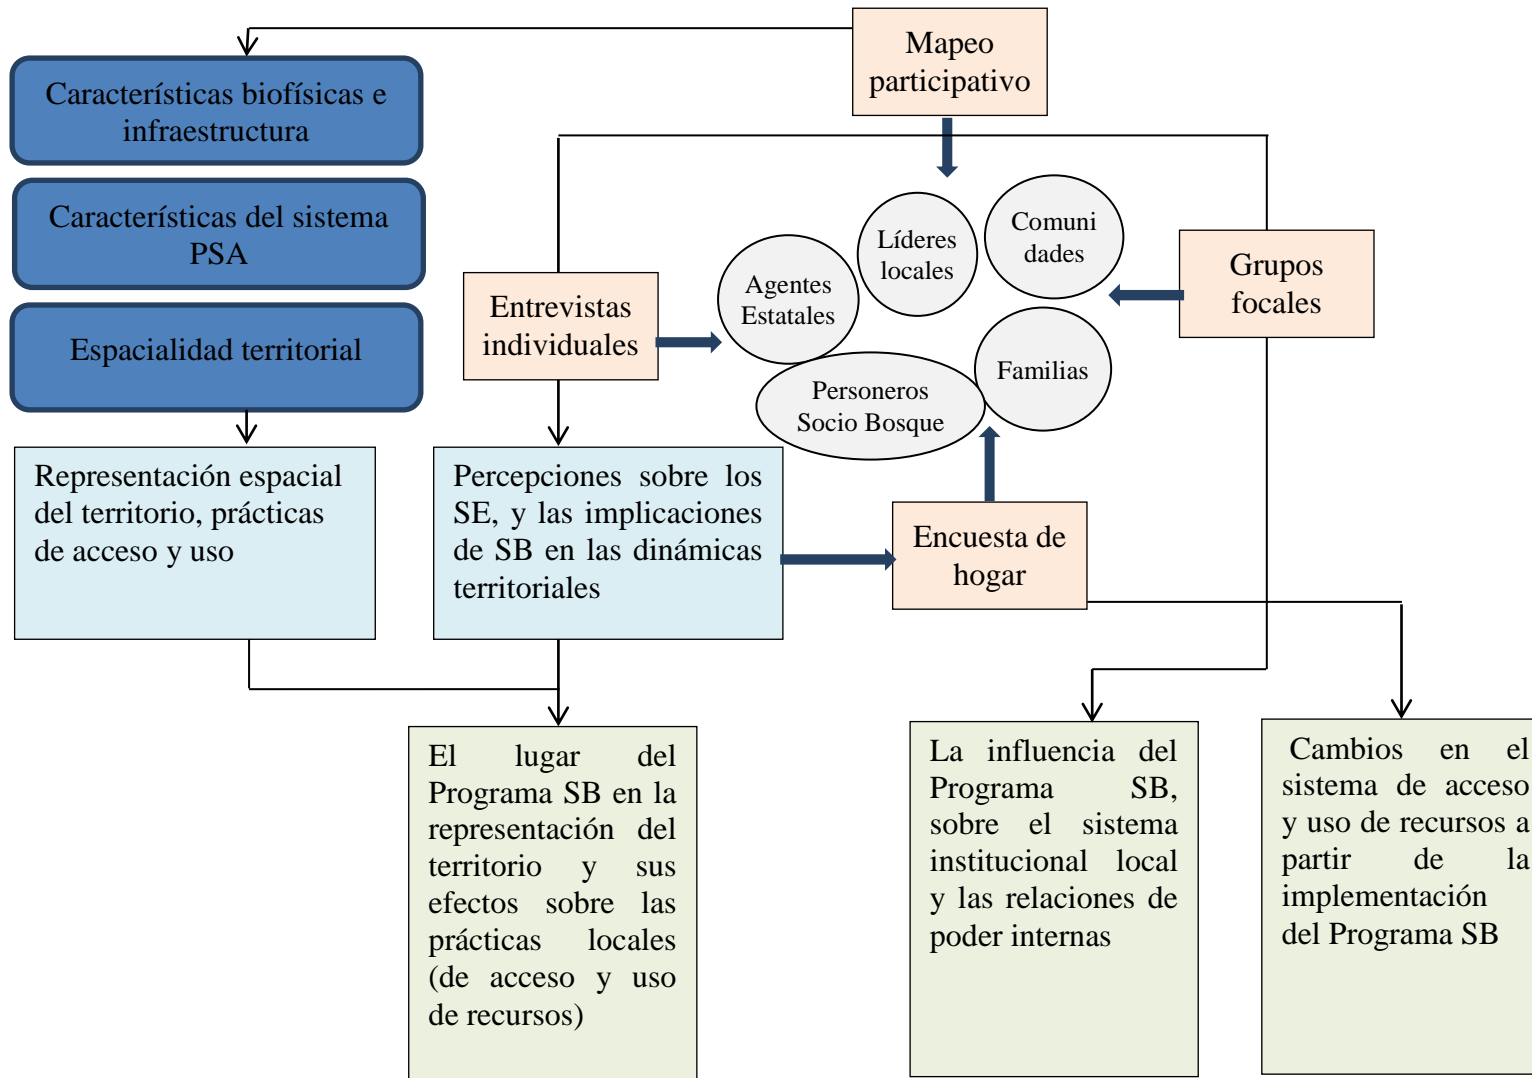 Mapeo
participativo
Características biofísicas e
infraestructura
Características del sistema
PSA
Espacialidad territorial
Entrevistas
individuales
Agentes
Estatales
Líderes
locales
Comuni
dades
Grupos
focales
Personeros
Socio Bosque
Familias
Representación espacial
del territorio, prácticas
de acceso y uso
Percepciones sobre los
SE, y las implicaciones
de SB en las dinámicas
territoriales
Encuesta de
hogar
El lugar del
Programa SB en la
representación del
territorio y sus
efectos sobre las
prácticas locales
(de acceso y uso
de recursos)
La influencia del
Programa SB,
sobre el sistema
institucional local
y las relaciones de
poder internas
Cambios en el
sistema de acceso
y uso de recursos a
partir de la
implementación
del Programa SB